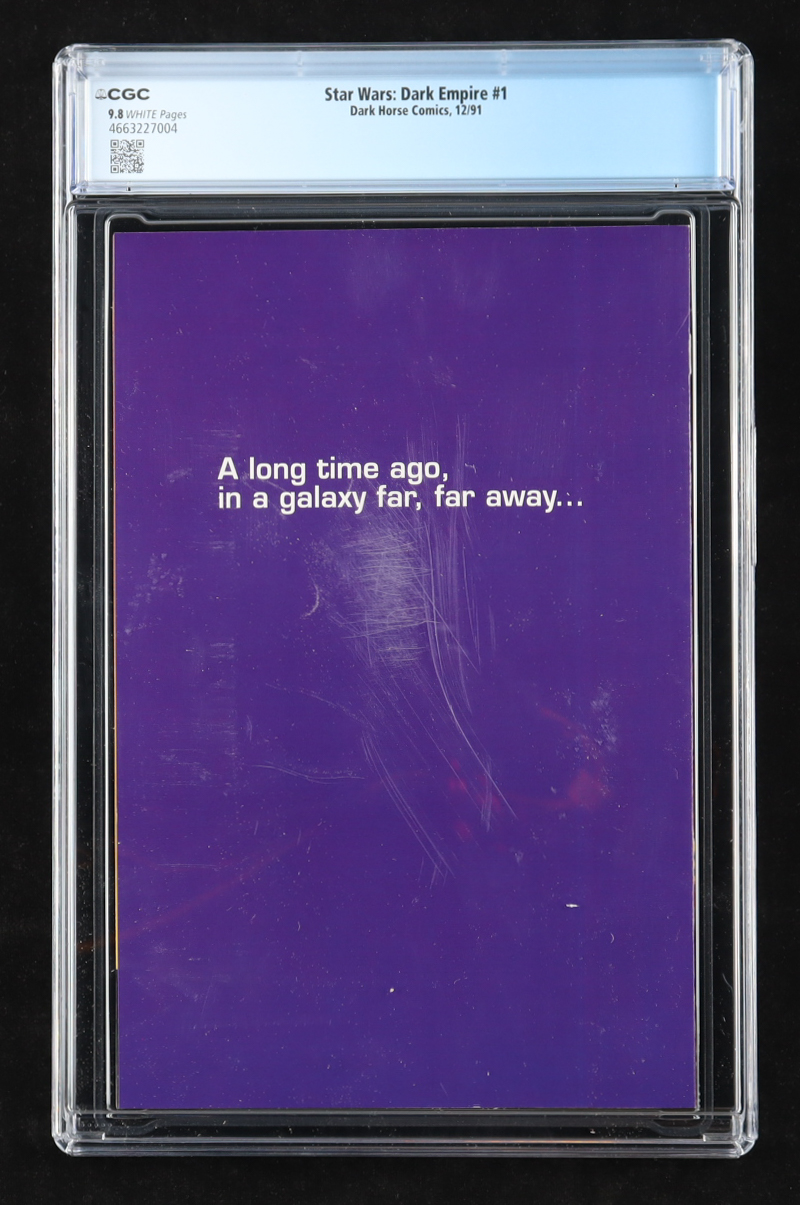 CGC
Star Wars: Dark Empire #1
Dark Horse Comics, 12/91
9.8 WHITE Pages
4663227004
A long time ago,
in a galaxy far, far away...